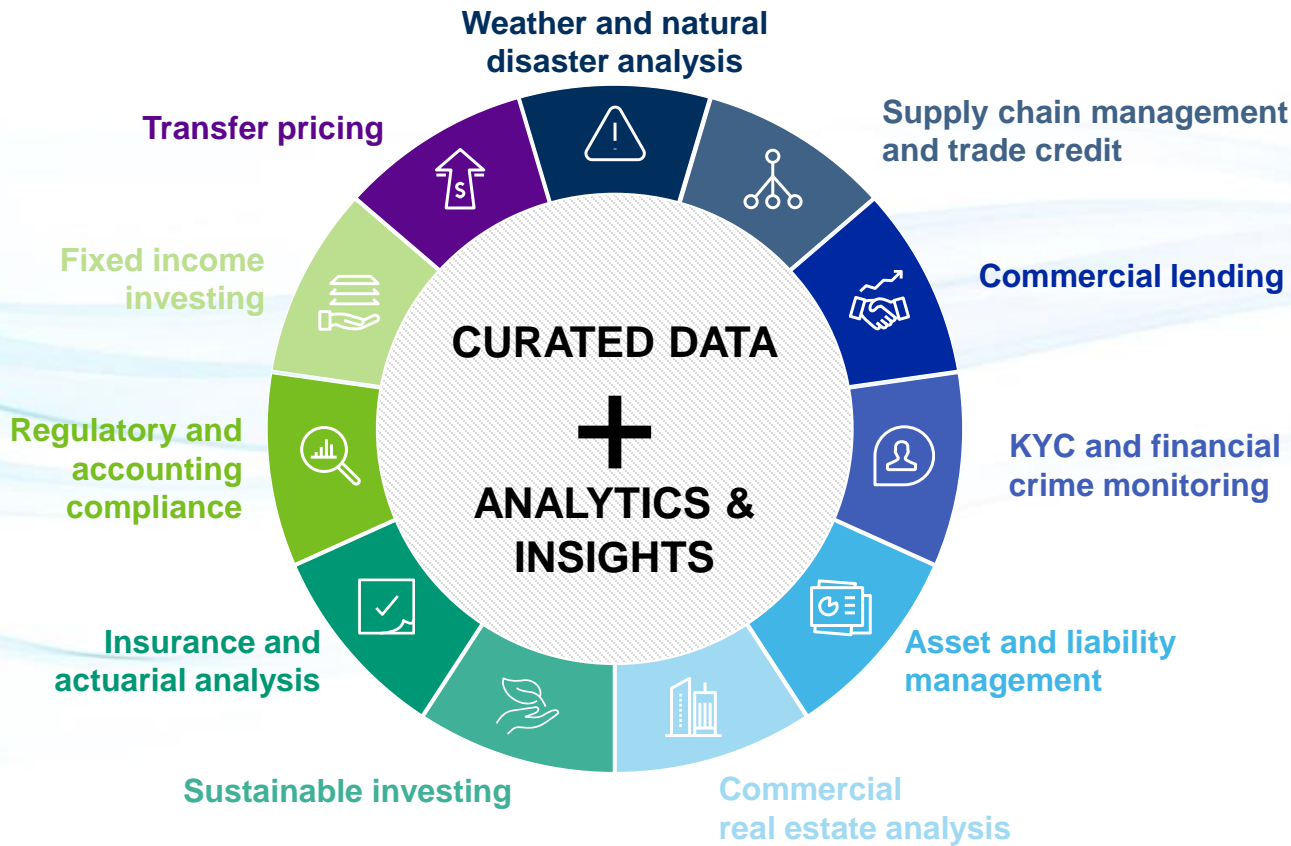 Weather and natural
disaster analysis
Supply chain management
and trade credit
Commercial lending
KYC and financial
crime monitoring
Asset and liability
management
Commercial
real estate analysis
Sustainable investing
Insurance and
actuarial analysis
Regulatory and
accounting
compliance
Fixed income
investing
Transfer pricing
$
CURATED DATA
+
ANALYTICS &
INSIGHTS